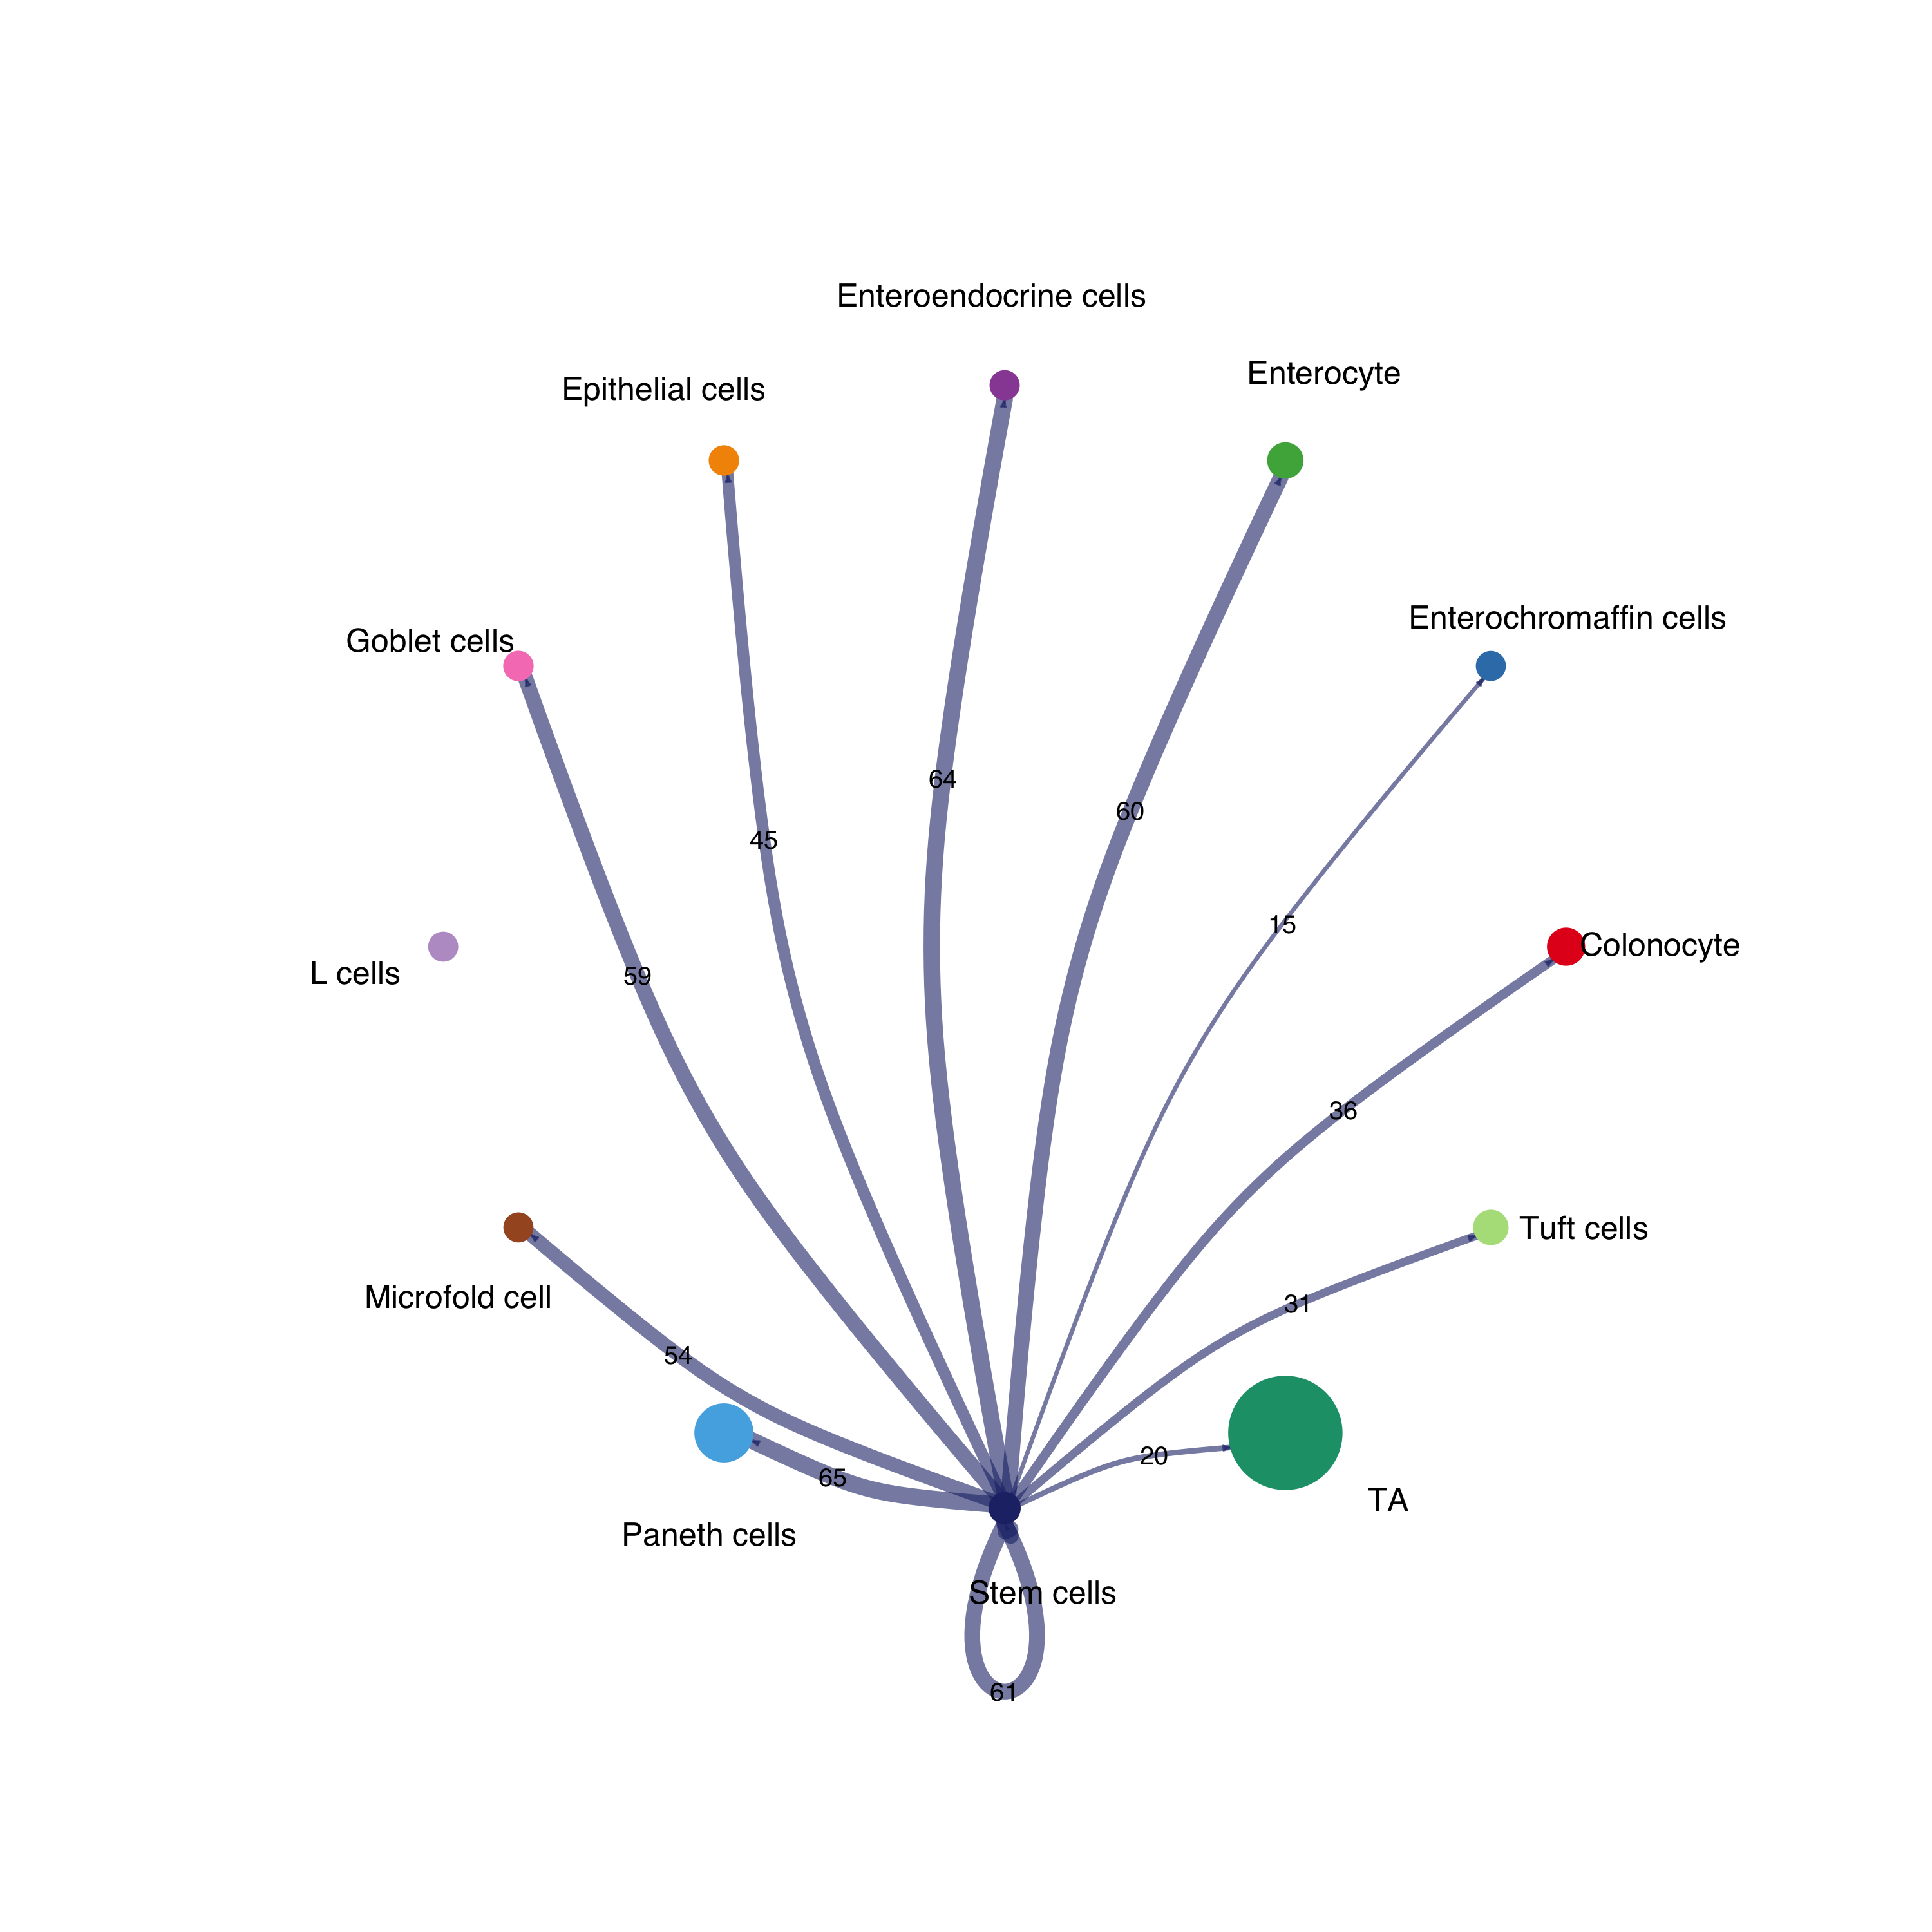 Enteroendocrine cells
Enterocyte
Epithelial cells
Enterochromaffin cells
Goblet cells
64
60
45
15
Colonocyte
L cells
59
36
Tuft cells
Microfold cell
31
54
20
65
TA
Paneth cells
Stem cells
61